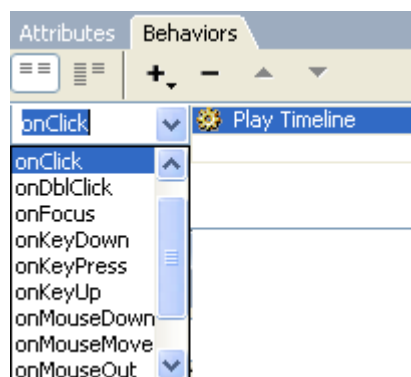 Attributes Behaviors
onClick Play Timeline
onClick
onDblClick
onFocus
onKeyDown
onKeyPress
onKeyUp
onMouseDown
onMouseMove
onMouseOut